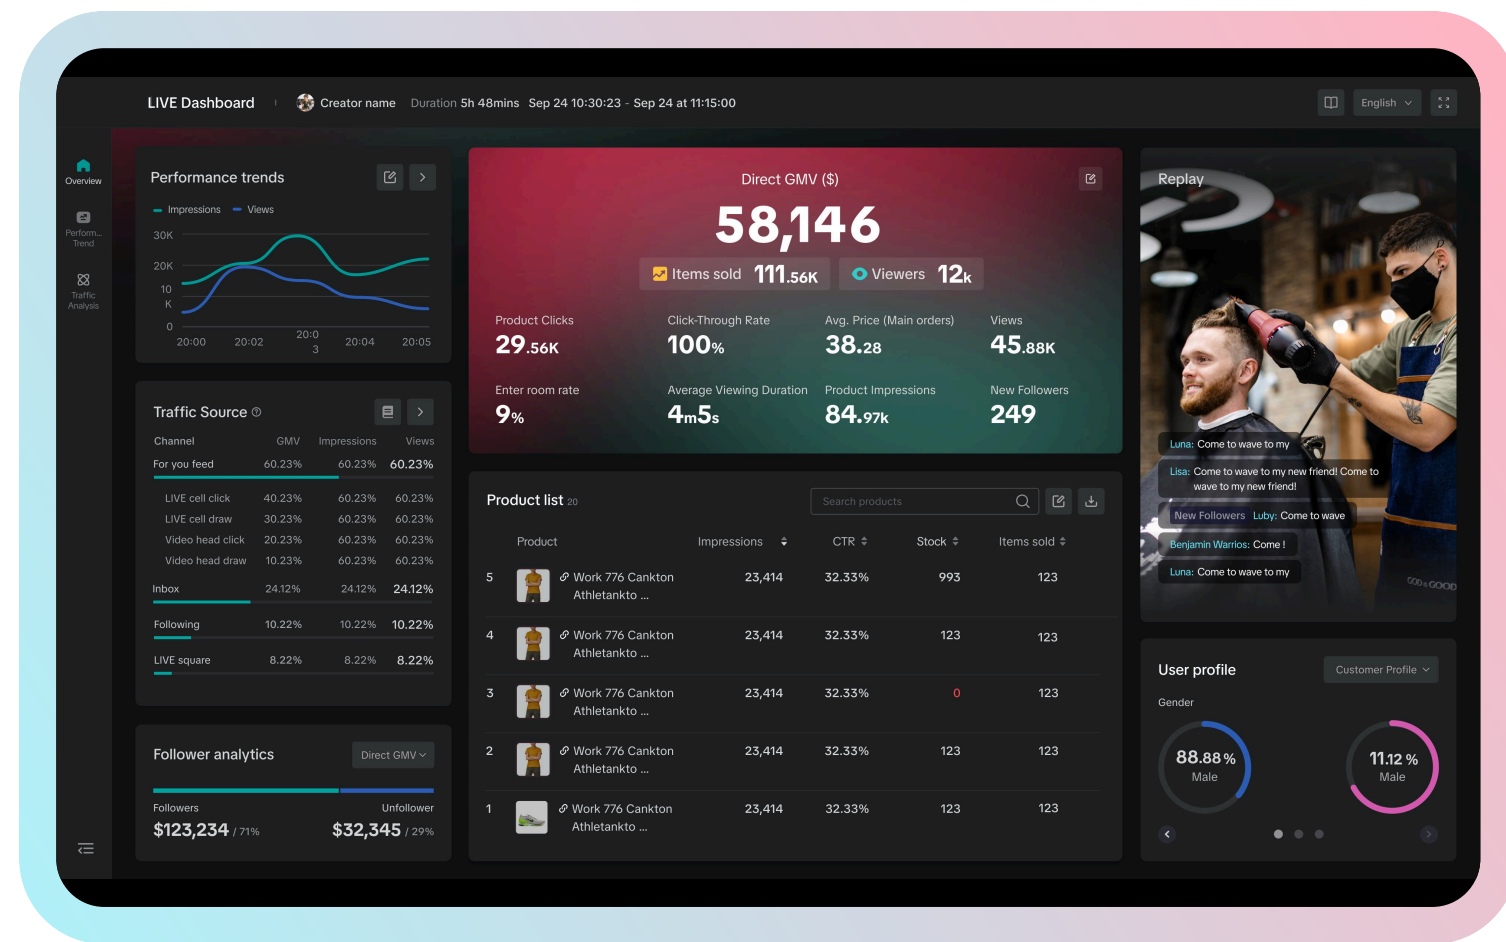 LIVE Dashboard
Creator name
Duration 5h 48mins Sep 24 10:30:23 - Sep 24 at 11:15:00
English
Overview
Perform...
Trend
Traffic
Analysis
Performance trends
Impressions Views
30K
20K
10
K
0
20:00 20:02 20:0
3 20:04 20:05
Traffic Source
Channel GMV Impressions Views
For you feed 60.23% 60.23% 60.23%
LIVE cell click 40.23% 60.23% 60.23%
LIVE cell draw 30.23% 60.23% 60.23%
Video head click 20.23% 60.23% 60.23%
Video head draw 10.23% 60.23% 60.23%
Inbox 24.12% 24.12% 24.12%
Following 10.22% 10.22% 10.22%
LIVE square 8.22% 8.22% 8.22%
Follower analytics
Direct GMV
Followers Unfollower
$123,234 / 71% $32,345 / 29%
Direct GMV ($)
58,146
Items sold 111.56K Viewers 12k
Product Clicks Click-Through Rate Avg. Price (Main orders) Views
29.56K 100% 38.28 45.88K
Enter room rate Average Viewing Duration Product Impressions New Followers
9% 4m5s 84.97k 249
Product list 20
Search products
Product Impressions CTR Stock Items sold
5 Work 776 Cankton 23,414 32.33% 993 123
Athletankto ...
4 Work 776 Cankton 23,414 32.33% 123 123
Athletankto ...
3 Work 776 Cankton 23,414 32.33% 0 123
Athletankto ...
2 Work 776 Cankton 23,414 32.33% 123 123
Athletankto ...
1 Work 776 Cankton 23,414 32.33% 123 123
Athletankto ...
Replay
Luna: Come to wave to my
Lisa: Come to wave to my new friend! Come to
wave to my new friend!
New Followers Luby: Come to wave
Benjamin Warrios: Come !
Luna: Come to wave to my
User profile
Customer Profile
Gender
88.88% 11.12 %
Male Male